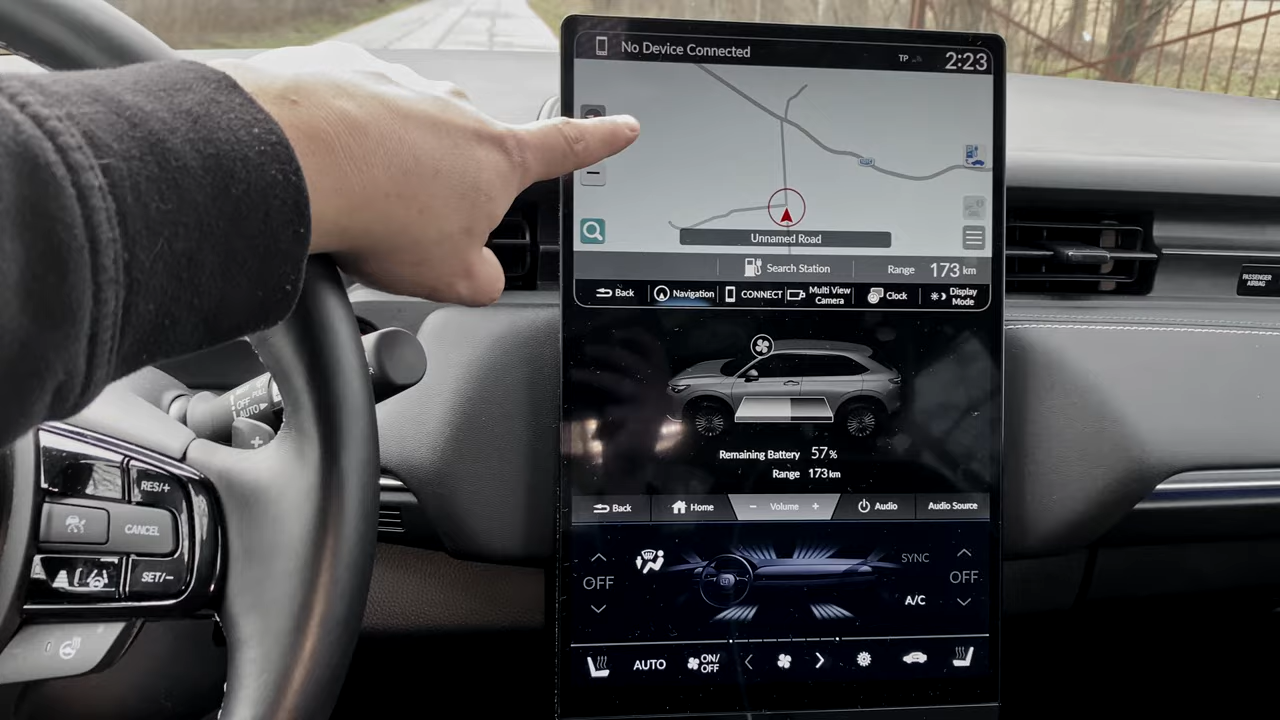 No Device Connected
TP
2:23
Unnamed Road
Search Station
Range 173 km
Back
Navigation
CONNECT
Multi View
Camera
Clock
Display
Mode
PASSENGER
AIRBAG
OFF
AUTO
Remaining Battery 57 %
Range 173 km
Back
Home
− Volume +
Audio
Audio Source
RES/+
CANCEL
SET/−
OFF
SYNC
OFF
A/C
AUTO
ON/
OFF